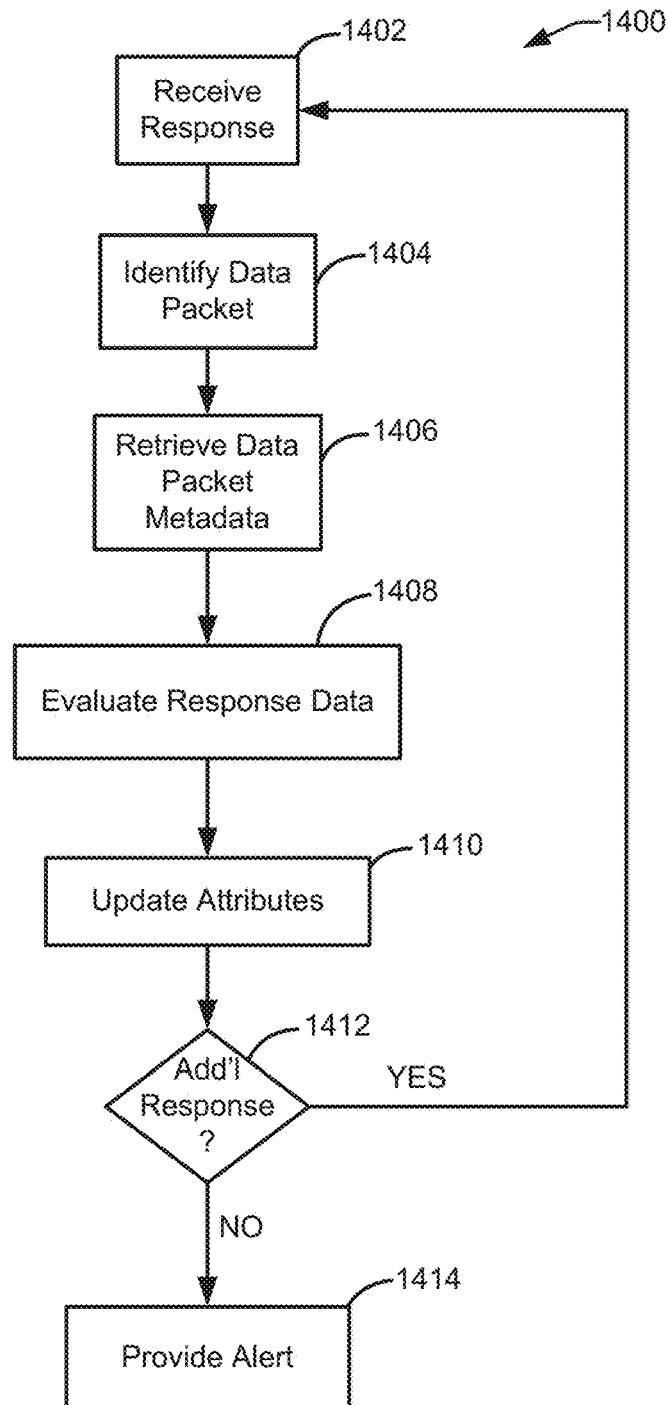 1402
1400
Receive
Response
1404
Identify Data
Packet
1406
Retrieve Data
Packet
Metadata
1408
Evaluate Response Data
1410
Update Attributes
1412
Add'l
Response
?
YES
NO
1414
Provide Alert